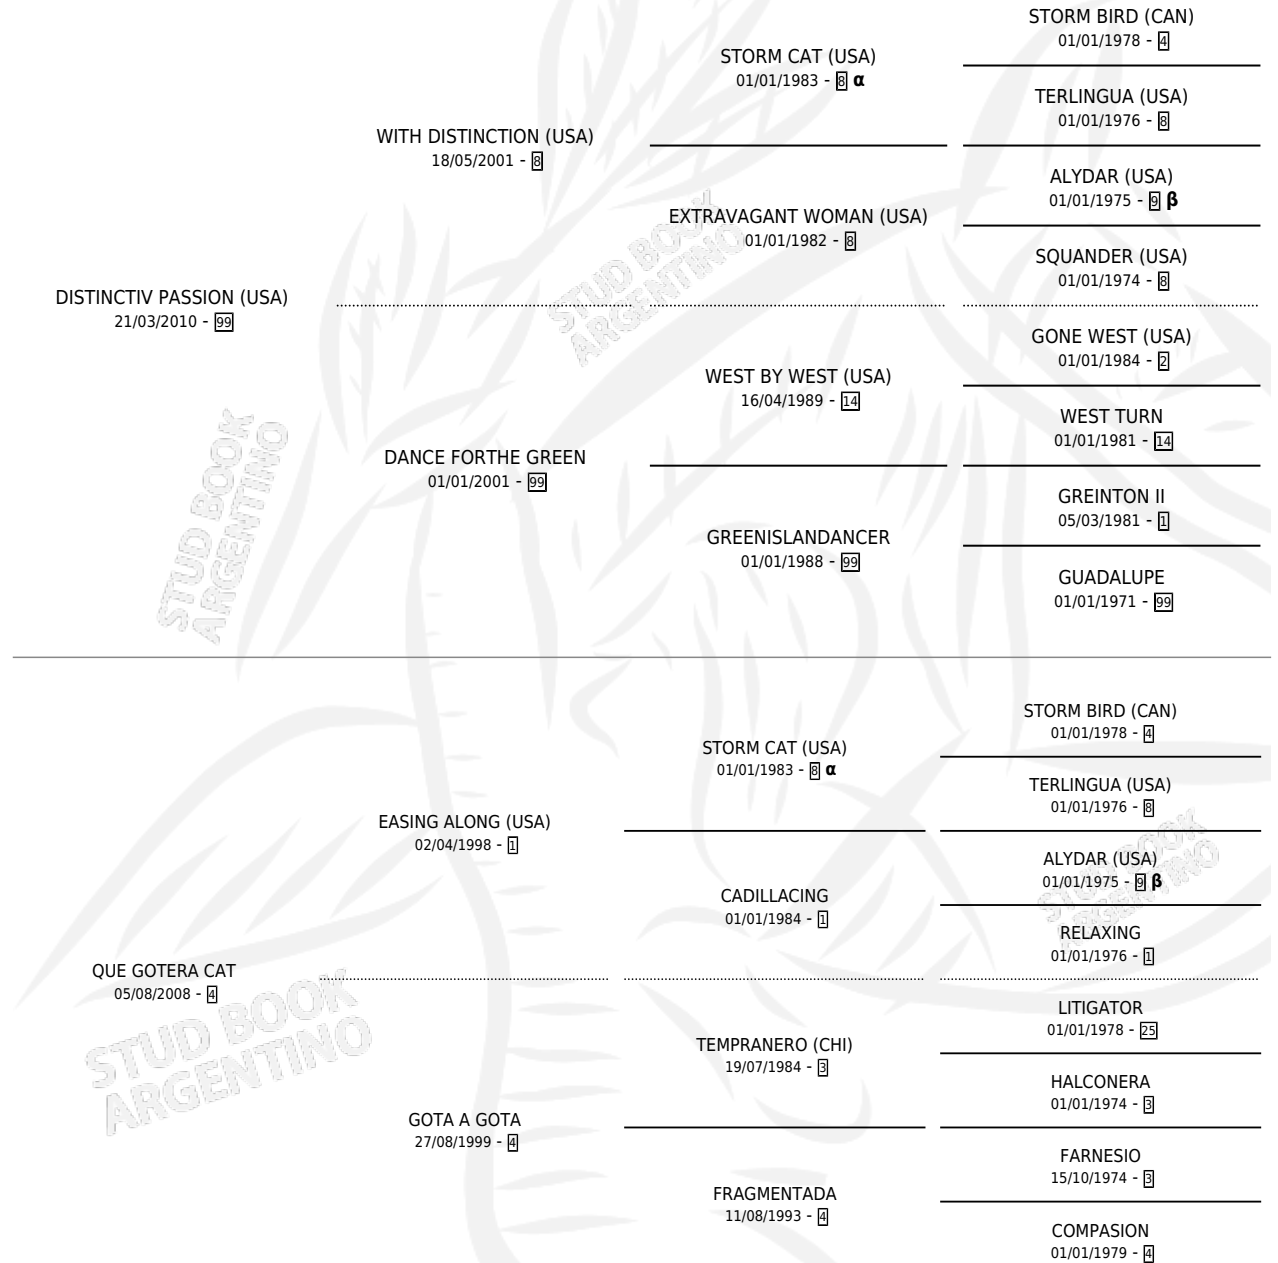 STORM BIRD (CAN)
01/01/1978 - 4
STORM CAT (USA)
01/01/1983 - 8 α
TERLINGUA (USA)
01/01/1976 - 8
WITH DISTINCTION (USA)
18/05/2001 - 8
ALYDAR (USA)
01/01/1975 - 9 β
EXTRAVAGANT WOMAN (USA)
01/01/1982 - 8
SQUANDER (USA)
01/01/1974 - 8
DISTINCTIV PASSION (USA)
21/03/2010 - 99
GONE WEST (USA)
01/01/1984 - 2
WEST BY WEST (USA)
16/04/1989 - 14
WEST TURN
01/01/1981 - 14
DANCE FORTHE GREEN
01/01/2001 - 99
GREINTON II
05/03/1981 - 1
GREENISLANDANCER
01/01/1988 - 99
GUADALUPE
01/01/1971 - 99
STORM BIRD (CAN)
01/01/1978 - 4
STORM CAT (USA)
01/01/1983 - 8 α
TERLINGUA (USA)
01/01/1976 - 8
EASING ALONG (USA)
02/04/1998 - 1
ALYDAR (USA)
01/01/1975 - 9 β
CADILLACING
01/01/1984 - 1
RELAXING
01/01/1976 - 1
QUE GOTERA CAT
05/08/2008 - 4
LITIGATOR
01/01/1978 - 25
TEMPRANERO (CHI)
19/07/1984 - 3
HALCONERA
01/01/1974 - 3
GOTA A GOTA
27/08/1999 - 4
FARNESIO
15/10/1974 - 3
FRAGMENTADA
11/08/1993 - 4
COMPASION
01/01/1979 - 4
STUD BOOK
ARGENTINO
STUD BOOK
ARGENTINO
STUD BOOK
ARGENTINO
STUD BOOK
ARGENTINO